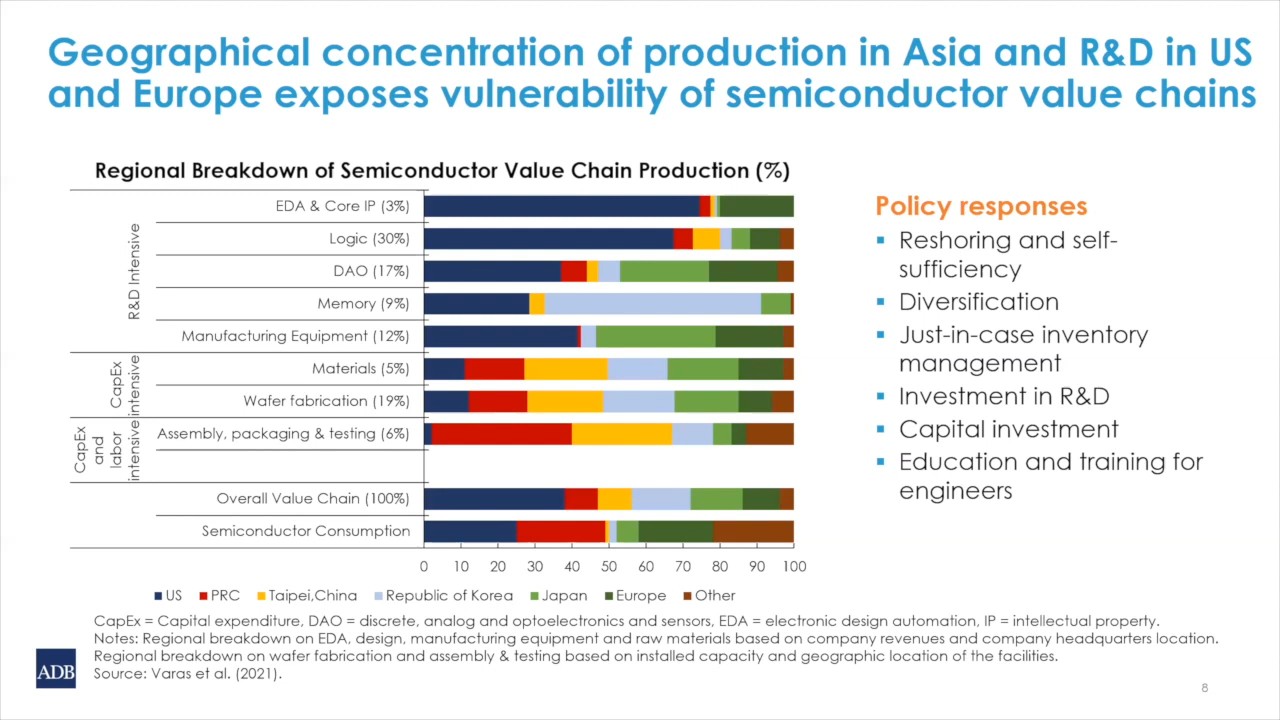 Geographical concentration of production in Asia and R&D in US
and Europe exposes vulnerability of semiconductor value chains
Regional Breakdown of Semiconductor Value Chain Production (%)
R&D Intensive
EDA & Core IP (3%)
Logic (30%)
DAO (17%)
Memory (9%)
Manufacturing Equipment (12%)
CapEx
intensive
Materials (5%)
Wafer fabrication (19%)
CapEx
and
labor
intensive
Assembly, packaging & testing (6%)
Overall Value Chain (100%)
Semiconductor Consumption
0 10 20 30 40 50 60 70 80 90 100
US PRC Taipei,China Republic of Korea Japan Europe Other
Policy responses
Reshoring and self-
sufficiency
Diversification
Just-in-case inventory
management
Investment in R&D
Capital investment
Education and training for
engineers
CapEx = Capital expenditure, DAO = discrete, analog and optoelectronics and sensors, EDA = electronic design automation, IP = intellectual property.
Notes: Regional breakdown on EDA, design, manufacturing equipment and raw materials based on company revenues and company headquarters location.
Regional breakdown on wafer fabrication and assembly & testing based on installed capacity and geographic location of the facilities.
Source: Varas et al. (2021).
ADB
8